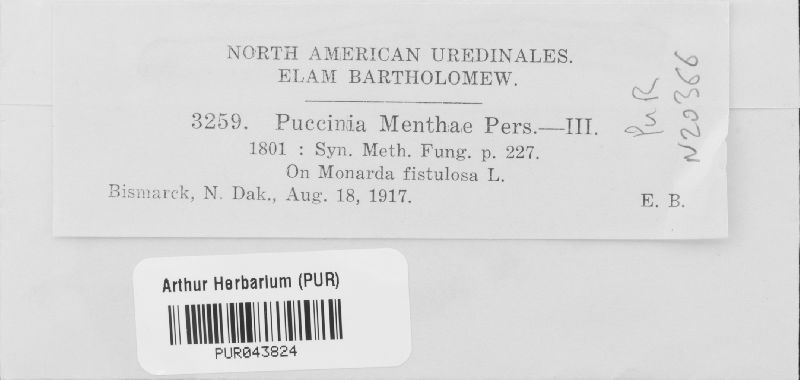 NORTH AMERICAN UREDINALES.
ELAM BARTHOLOMEW.
3259. Puccinia Menthae Pers.—III.
1801 : Syn. Meth. Fung. p. 227.
On Monarda fistulosa L.
Bismarck, N. Dak., Aug. 18, 1917.
E. B.
PUR
N20366
Arthur Herbarium (PUR)
PUR043824